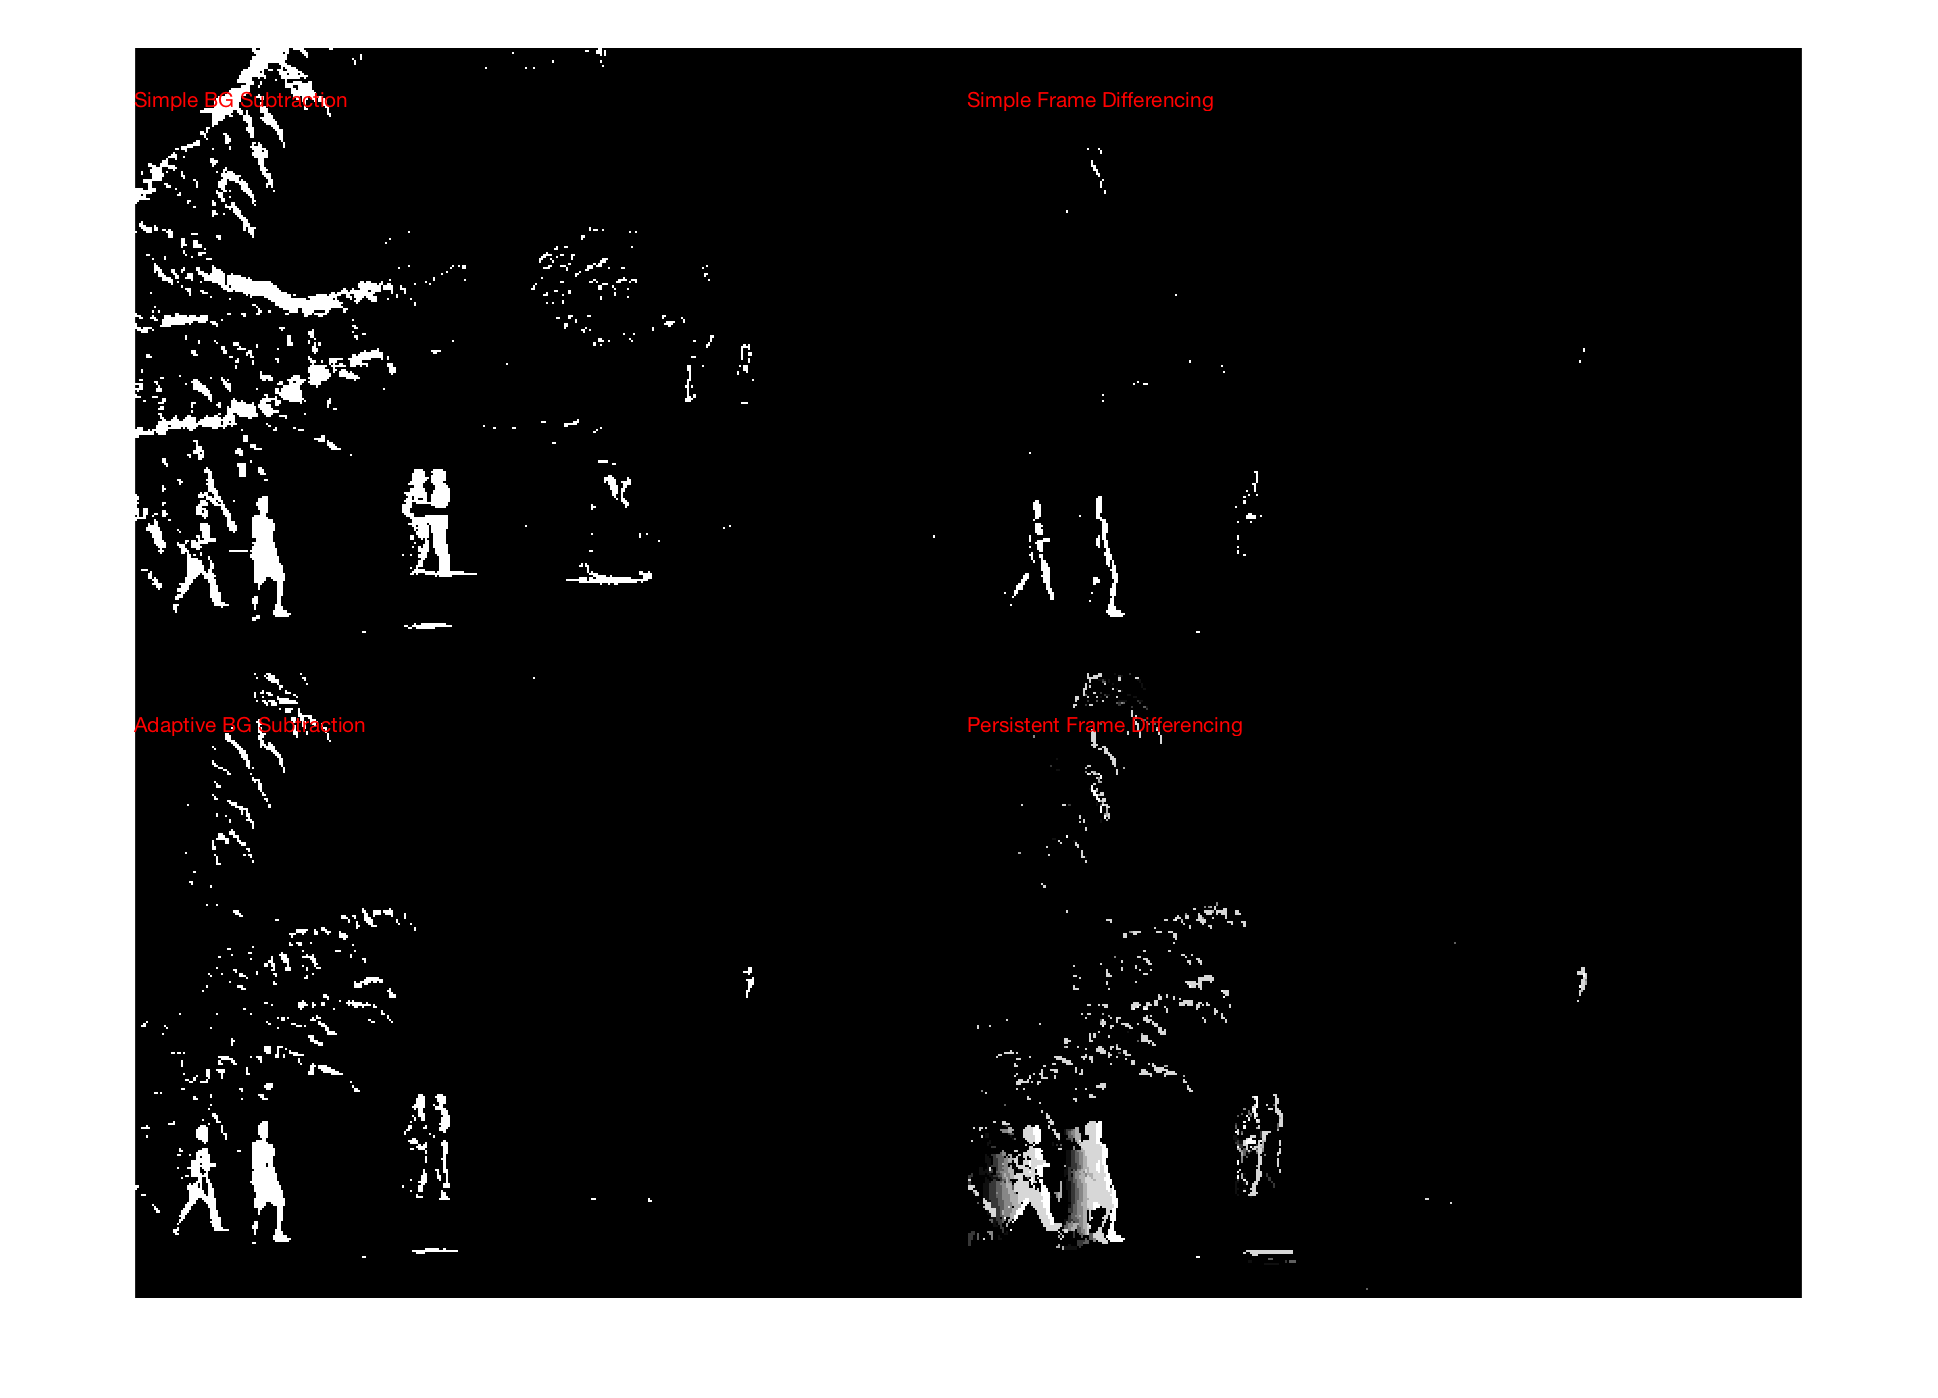 Simple BG Subtraction
Simple Frame Differencing
Adaptive BG Subtraction
Persistent Frame Differencing